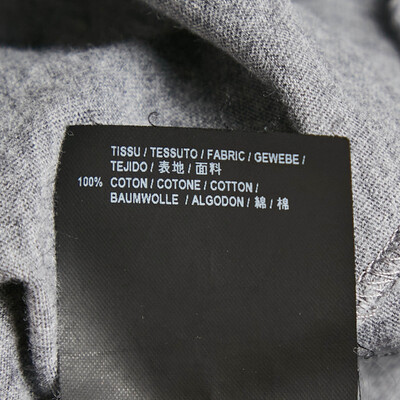 TISSU / TESSUTO / FABRIC / GEWEBE /
TEJIDO / 表地 / 面料
100% COTON / COTONE / COTTON /
BAUMWOLLE / ALGODON / 綿 / 棉